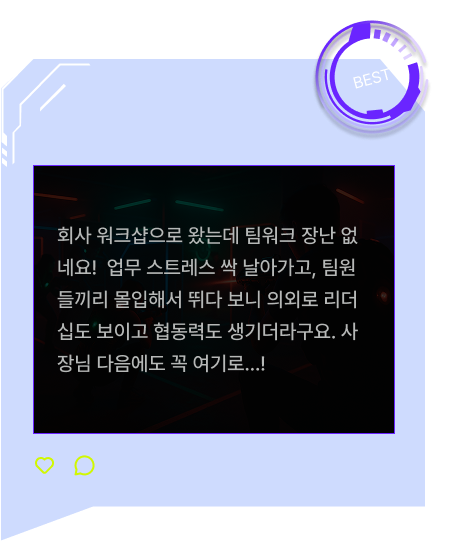 BEST
회사 워크샵으로 왔는데 팀워크 장난 없
네요!  업무 스트레스 싹 날아가고, 팀원
들끼리 몰입해서 뛰다 보니 의외로 리더
십도 보이고 협동력도 생기더라구요. 사
장님 다음에도 꼭 여기로...!